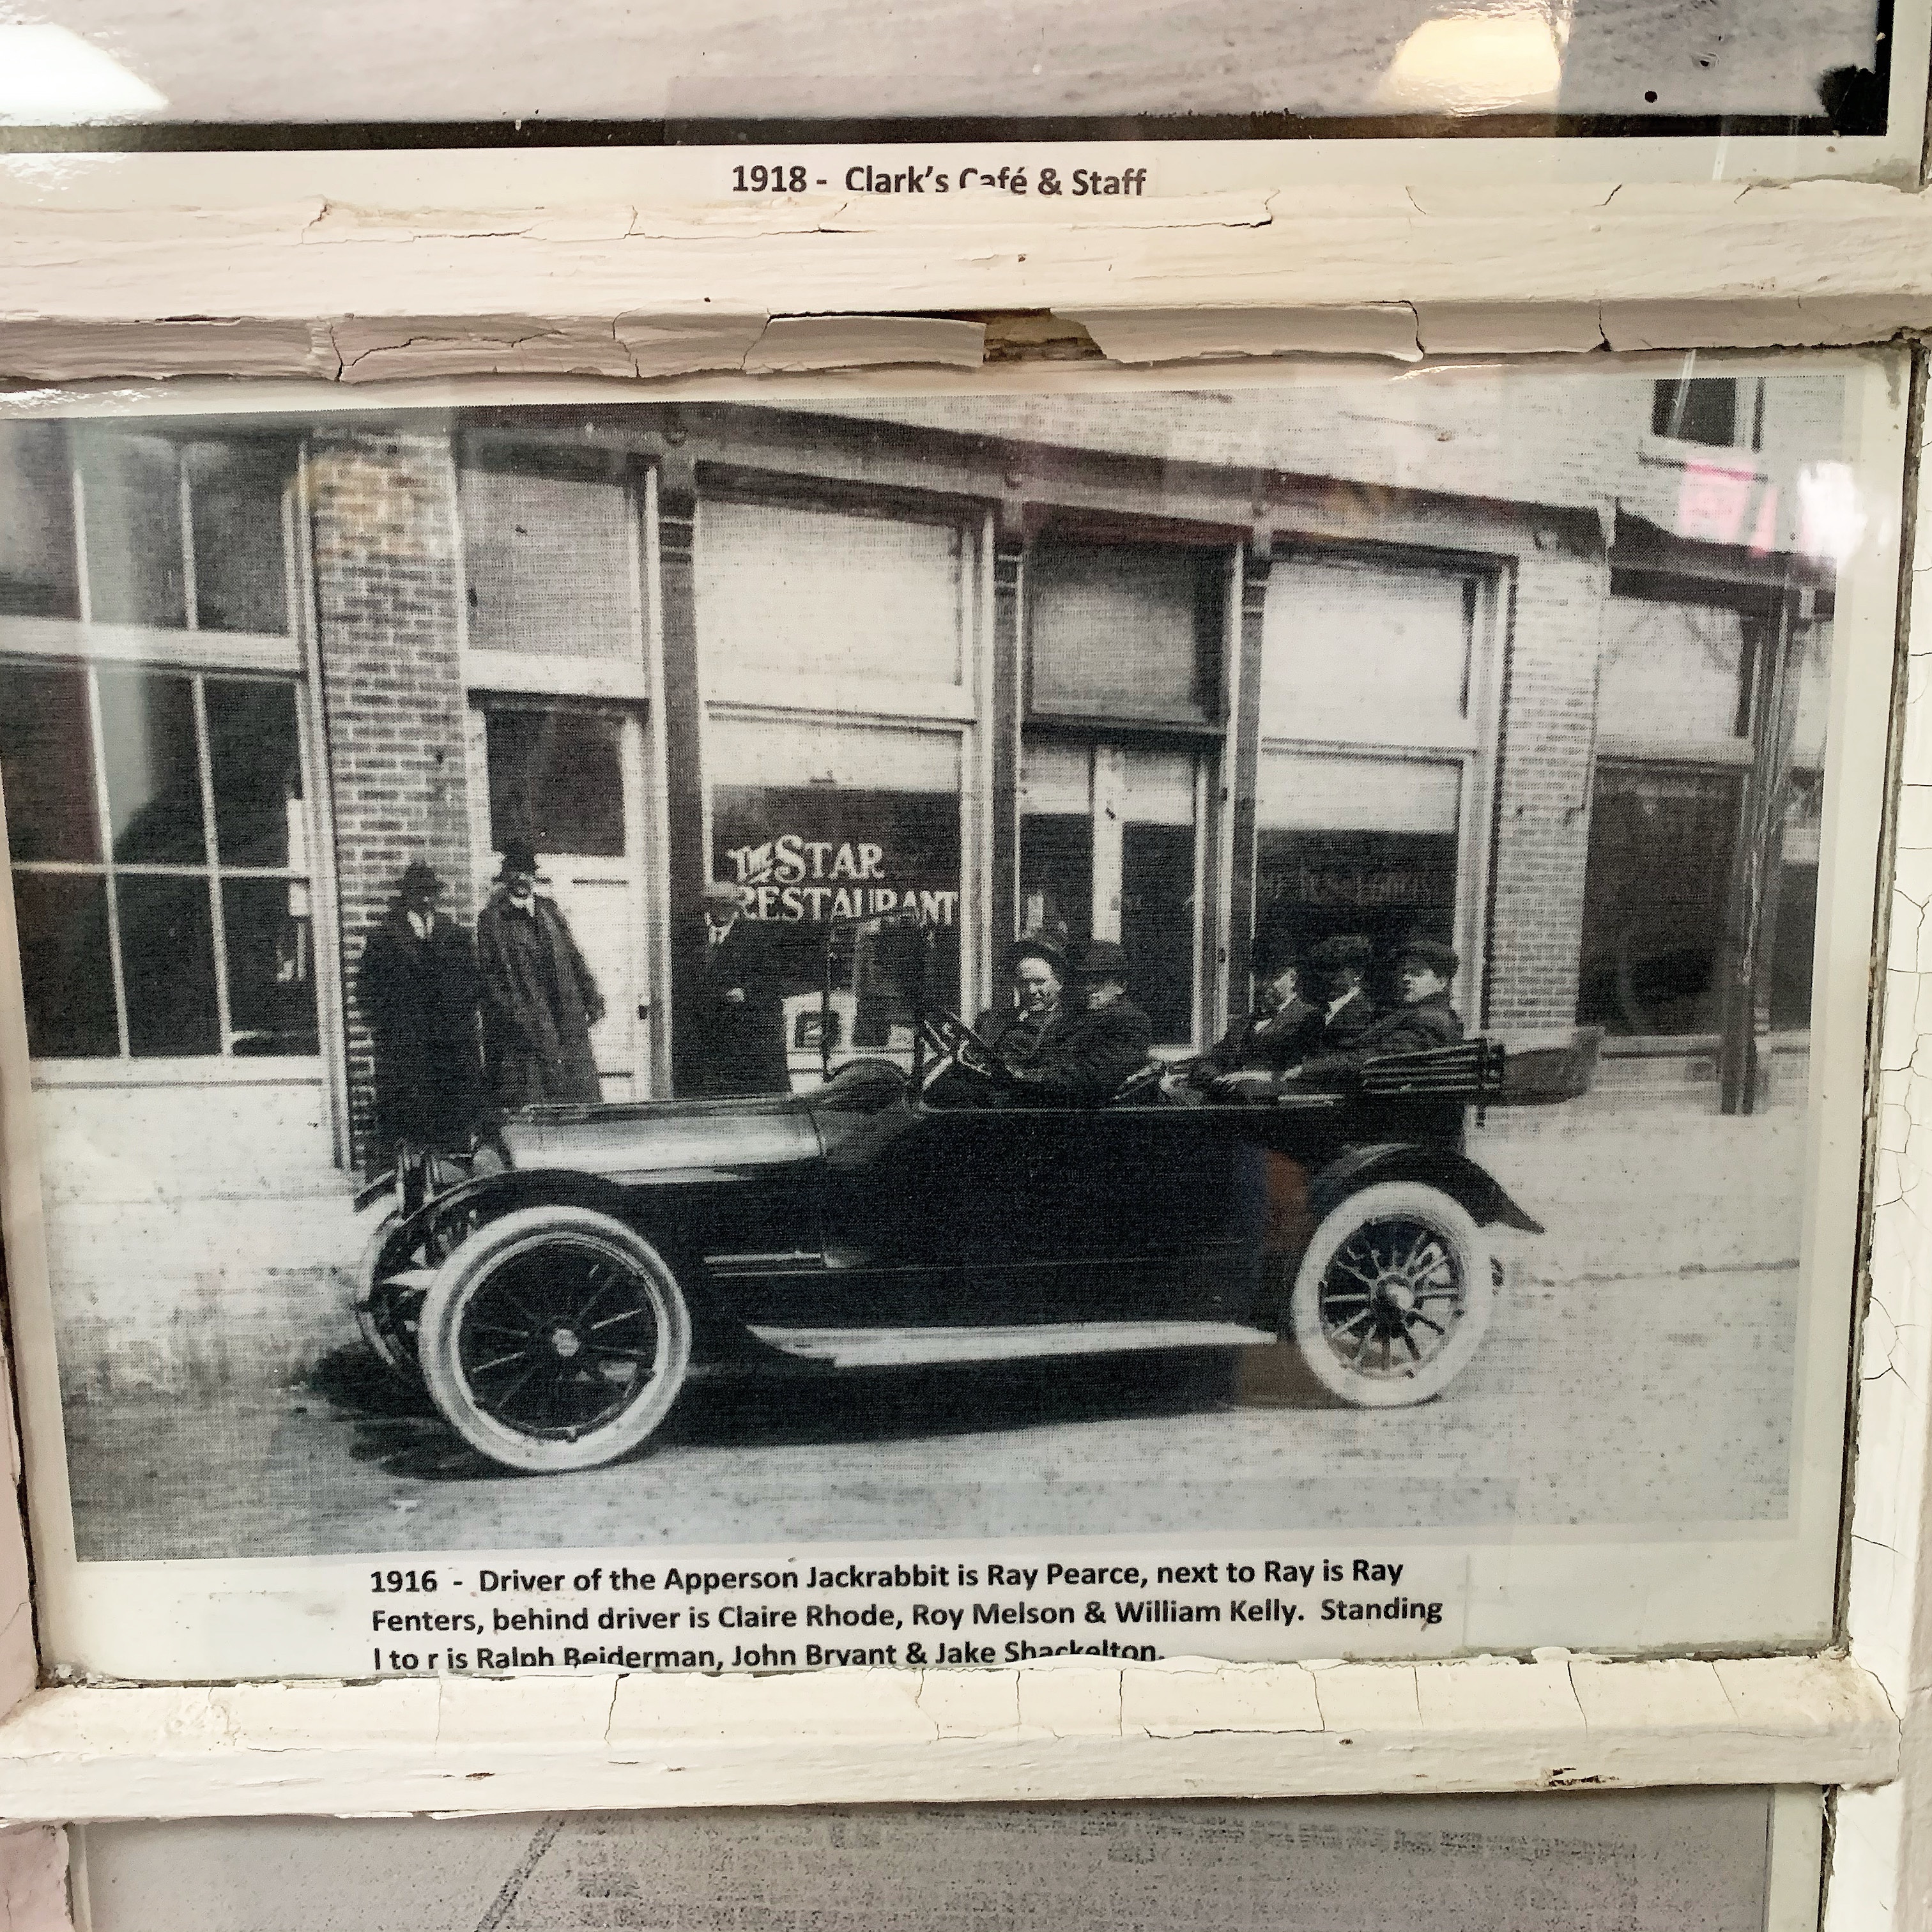 1918 - Clark's Café & Staff
THE STAR
RESTAURANT
1916 - Driver of the Apperson Jackrabbit is Ray Pearce, next to Ray is Ray
Fenters, behind driver is Claire Rhode, Roy Melson & William Kelly. Standing
l to r is Ralph Beiderman, John Bryant & Jake Shackelton.